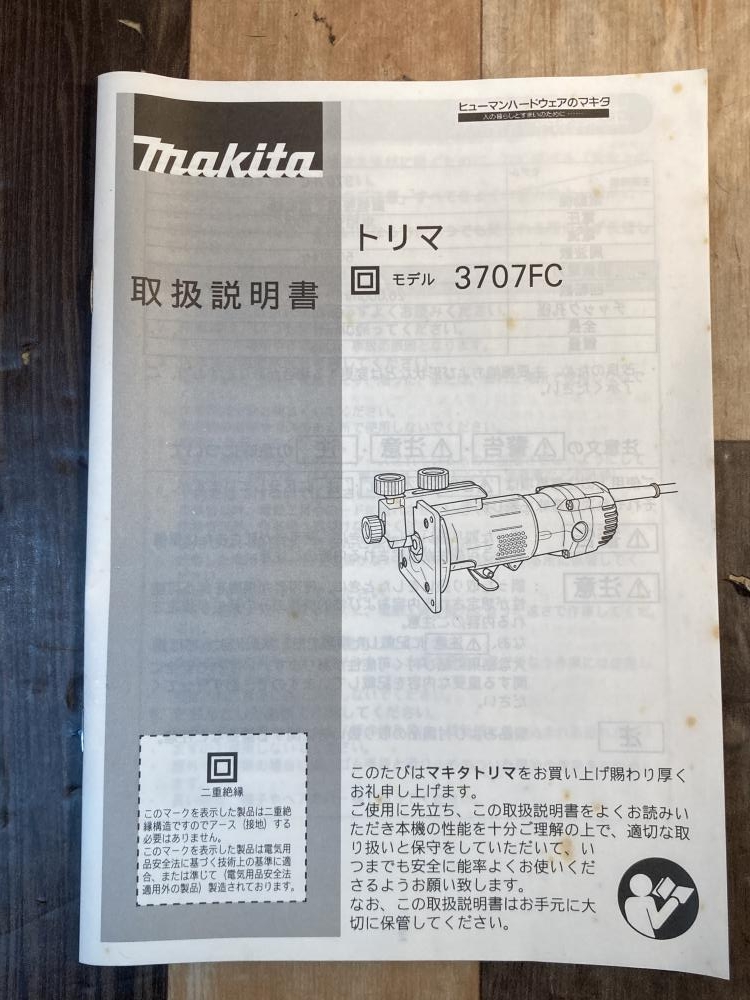 makita
ヒューマンハードウェアのマキタ
人の暮らしと住まいのために……
取扱説明書
トリマ
モデル 3707FC
二重絶縁
このマークを表示した製品は二重絶
縁構造ですのでアース（接地）する
必要はありません。
このマークを表示した製品は電気用
品安全法に基づく技術上の基準に適
合、または準じて（電気用品安全法
適用外の製品）製造されております。
このたびはマキタトリマをお買い上げ賜わり厚く
お礼申し上げます。
ご使用に先立ち、この取扱説明書をよくお読みい
ただき本機の性能を十分ご理解の上で、適切な取
り扱いと保守をしていただいて、い
つまでも安全に能率よくお使いくだ
さるようお願い致します。
なお、この取扱説明書はお手元に大
切に保管してください。